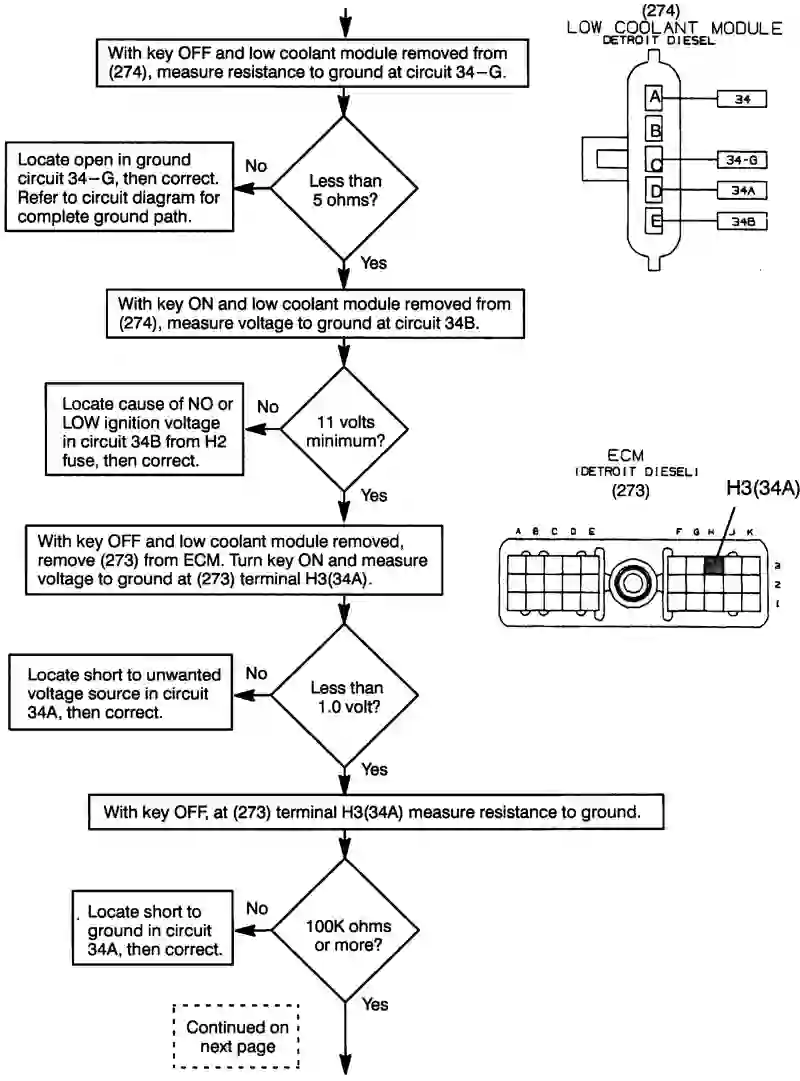 (274)
LOW COOLANT MODULE
DETROIT DIESEL
With key OFF and low coolant module removed from
(274), measure resistance to ground at circuit 34–G.
A
34
B
C
34-G
D
34A
E
34B
Locate open in ground
circuit 34–G, then correct.
Refer to circuit diagram for
complete ground path.
No
Less than
5 ohms?
Yes
With key ON and low coolant module removed from
(274), measure voltage to ground at circuit 34B.
Locate cause of NO or
LOW ignition voltage
in circuit 34B from H2
fuse, then correct.
No
11 volts
minimum?
Yes
ECM
(DETROIT DIESEL)
(273)
H3(34A)
A B C D E F G H J K
3
2
1
With key OFF and low coolant module removed,
remove (273) from ECM. Turn key ON and measure
voltage to ground at (273) terminal H3(34A).
Locate short to unwanted
voltage source in circuit
34A, then correct.
No
Less than
1.0 volt?
Yes
With key OFF, at (273) terminal H3(34A) measure resistance to ground.
Locate short to
ground in circuit
34A, then correct.
No
100K ohms
or more?
Yes
Continued on
next page